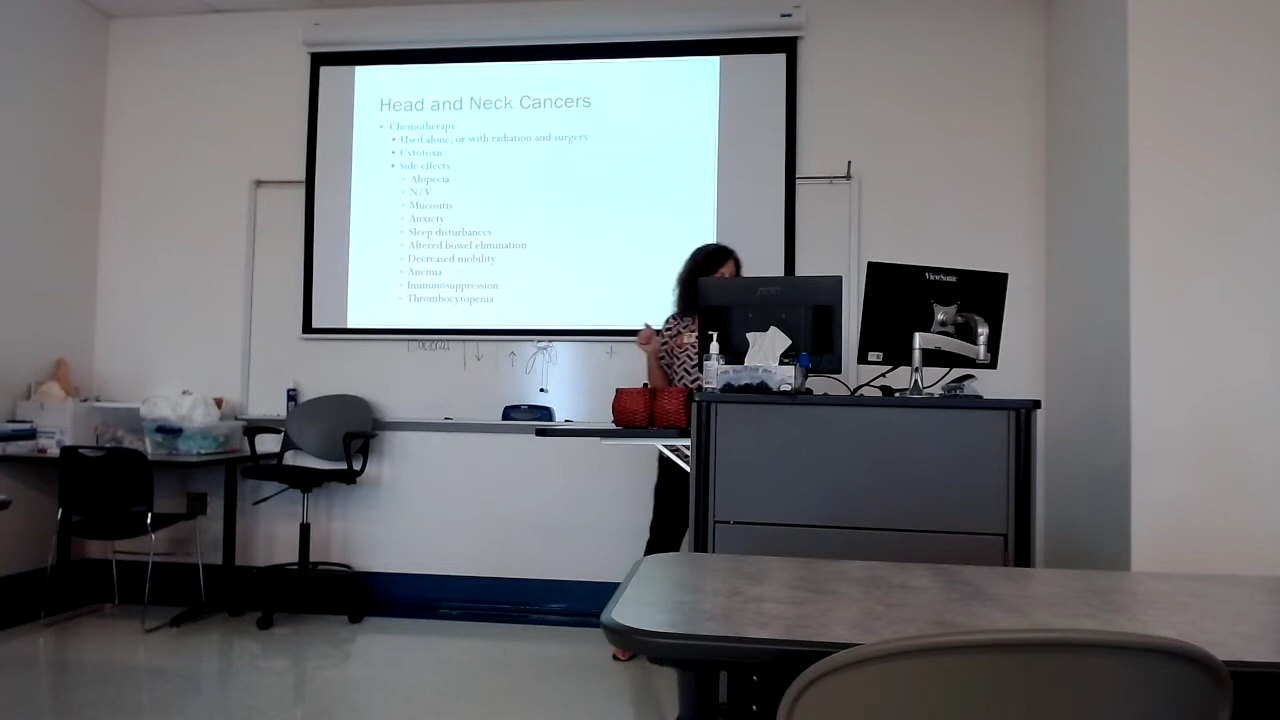 Head and Neck Cancers
• Chemotherapy
• Used alone, or with radiation and surgery
• Cytotoxic
• Side effects
◦ Alopecia
◦ N/V
◦ Mucositis
◦ Anxiety
◦ Sleep disturbances
◦ Altered bowel elimination
◦ Decreased mobility
◦ Anemia
◦ Immunosuppression
◦ Thrombocytopenia
ViewSonic
AOC